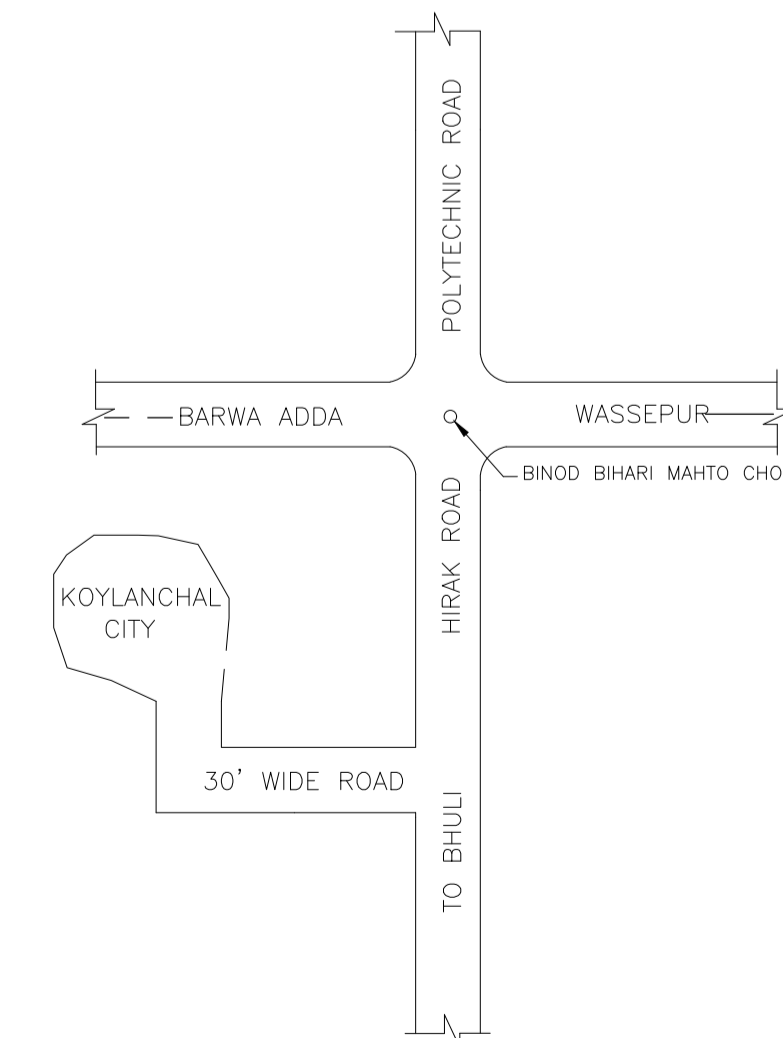 POLYTECHNIC ROAD
BARWA ADDA
WASSEPUR
BINOD BIHARI MAHTO CHO
HIRAK ROAD
KOYLANCHAL
CITY
30' WIDE ROAD
TO BHULI